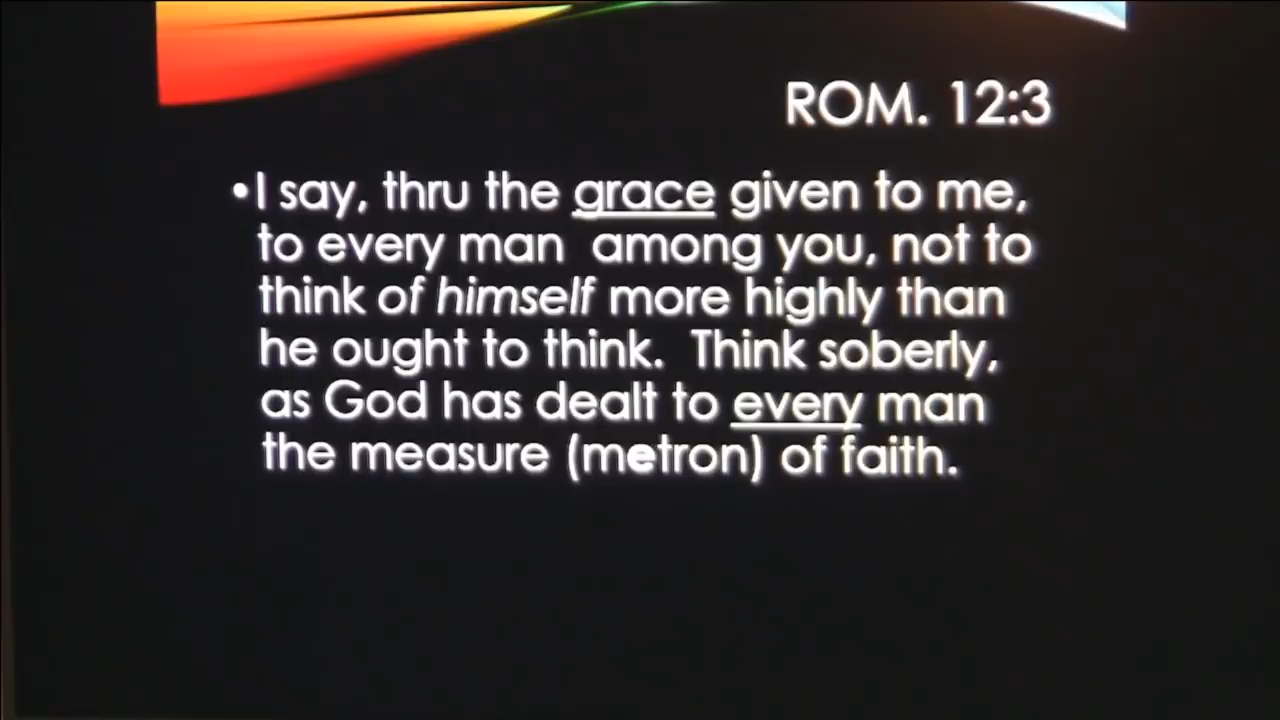 ROM. 12:3
•I say, thru the grace given to me,
to every man  among you, not to
think of himself more highly than
he ought to think.  Think soberly,
as God has dealt to every man
the measure (metron) of faith.